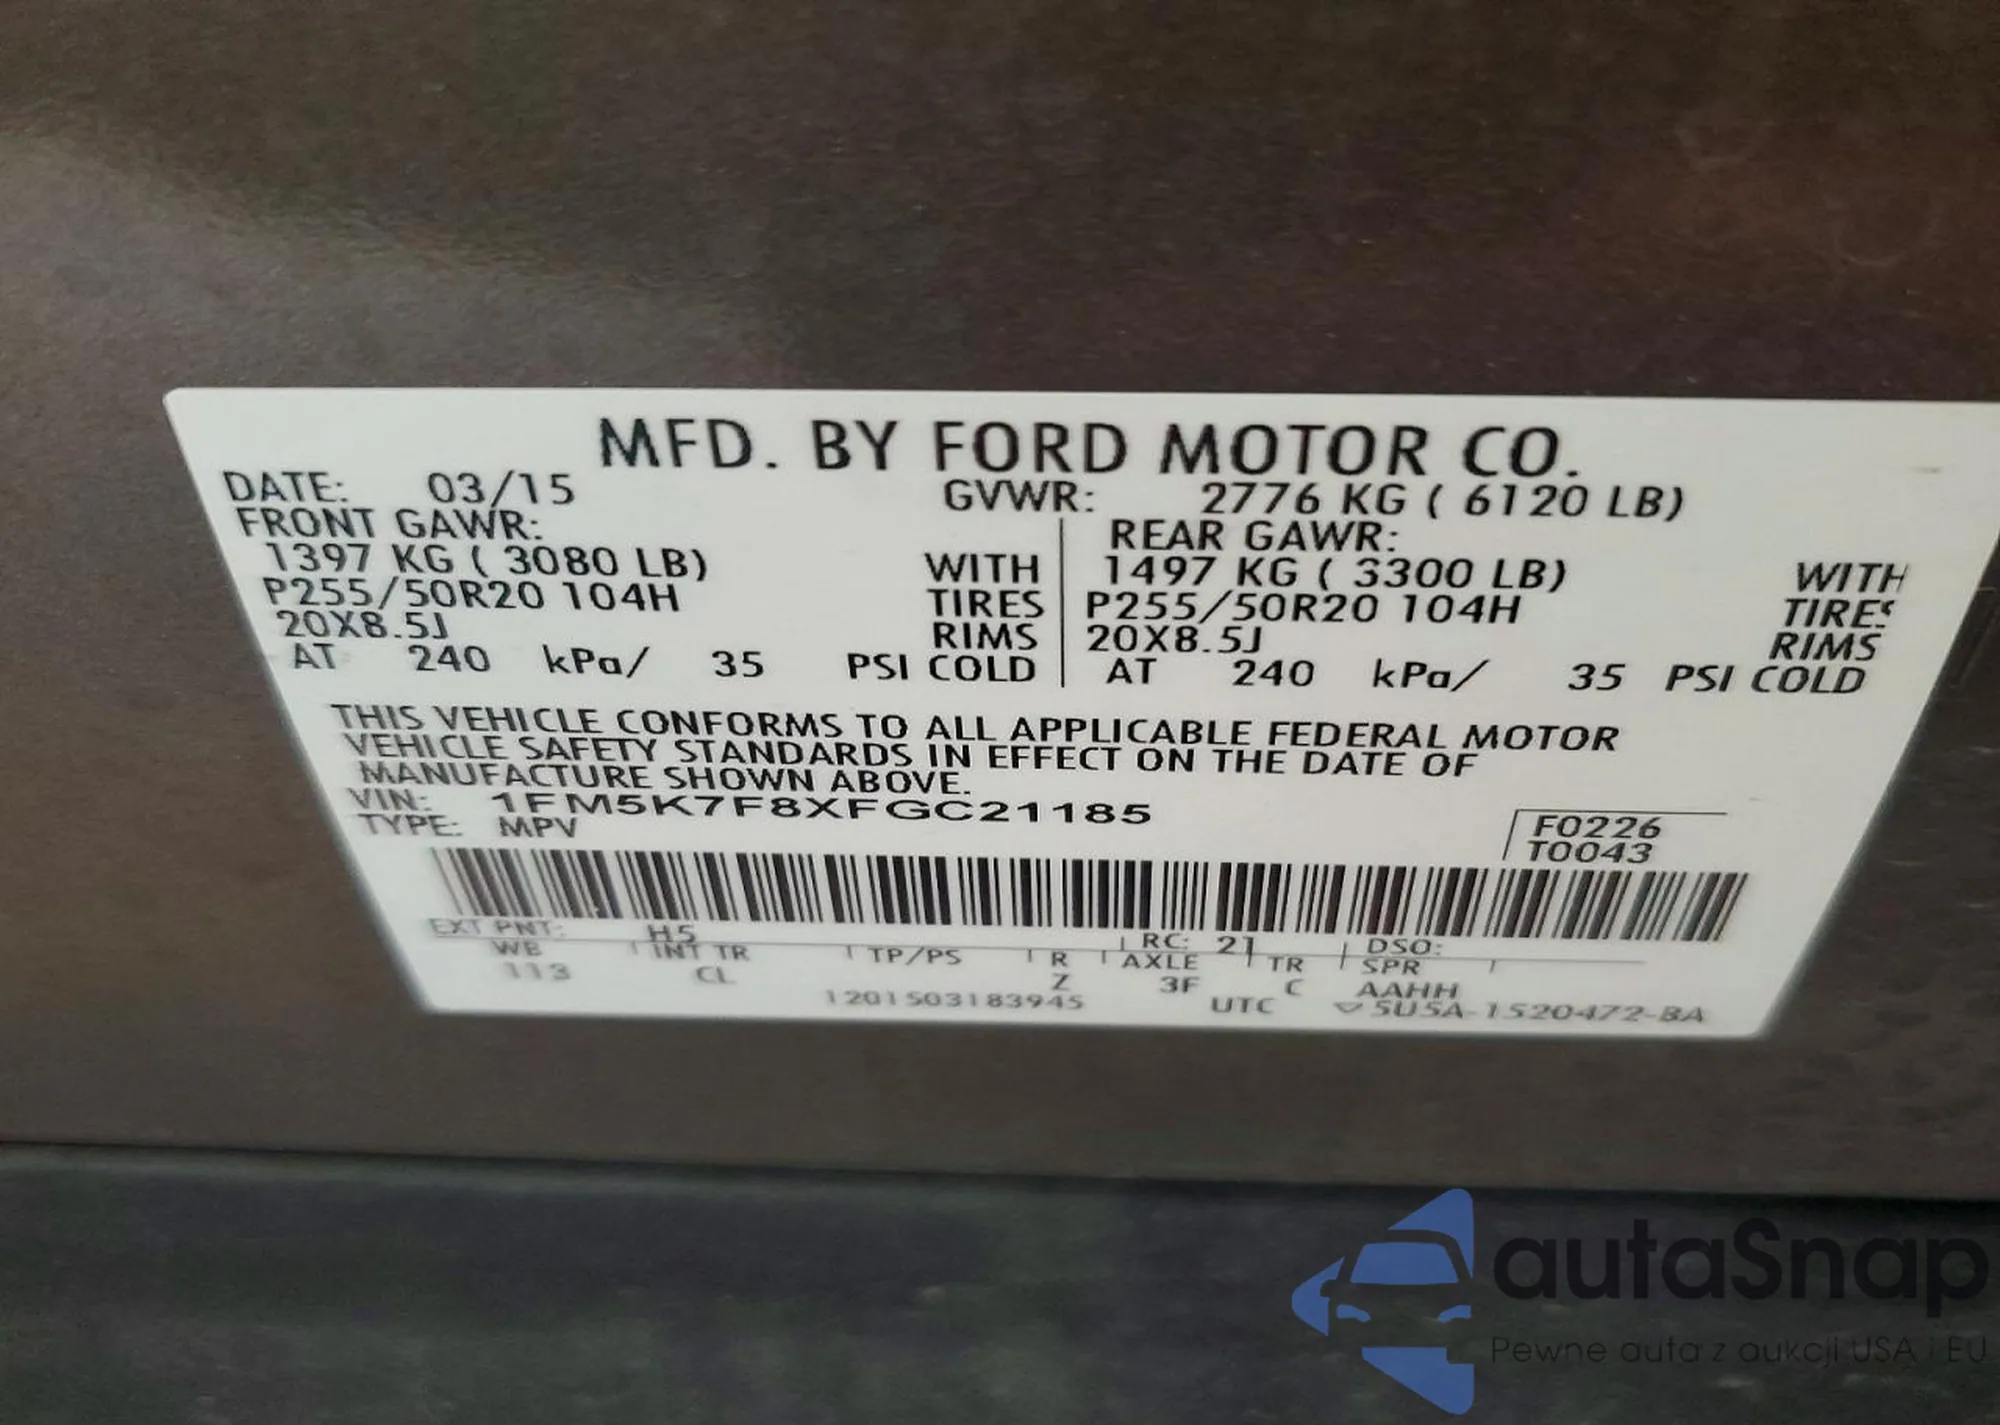 MFD. BY FORD MOTOR CO.
DATE: 03/15 GVWR: 2776 KG ( 6120 LB)
FRONT GAWR: REAR GAWR:
1397 KG ( 3080 LB) WITH 1497 KG ( 3300 LB) WITH
P255/50R20 104H TIRES P255/50R20 104H TIRES
20X8.5J RIMS 20X8.5J RIMS
AT 240 kPa/ 35 PSI COLD AT 240 kPa/ 35 PSI COLD
THIS VEHICLE CONFORMS TO ALL APPLICABLE FEDERAL MOTOR
VEHICLE SAFETY STANDARDS IN EFFECT ON THE DATE OF
MANUFACTURE SHOWN ABOVE.
VIN: 1FM5K7F8XFGC21185
TYPE: MPV
F0226
T0043
EXT PNT: H5 RC: 21 DSO:
WB INT TR TP/PS R AXLE TR SPR
113 CL Z 3F C AAHH
1201503183945 UTC 5U5A-1520472-BA
autaSnap
Pewne auta z aukcji USA i EU